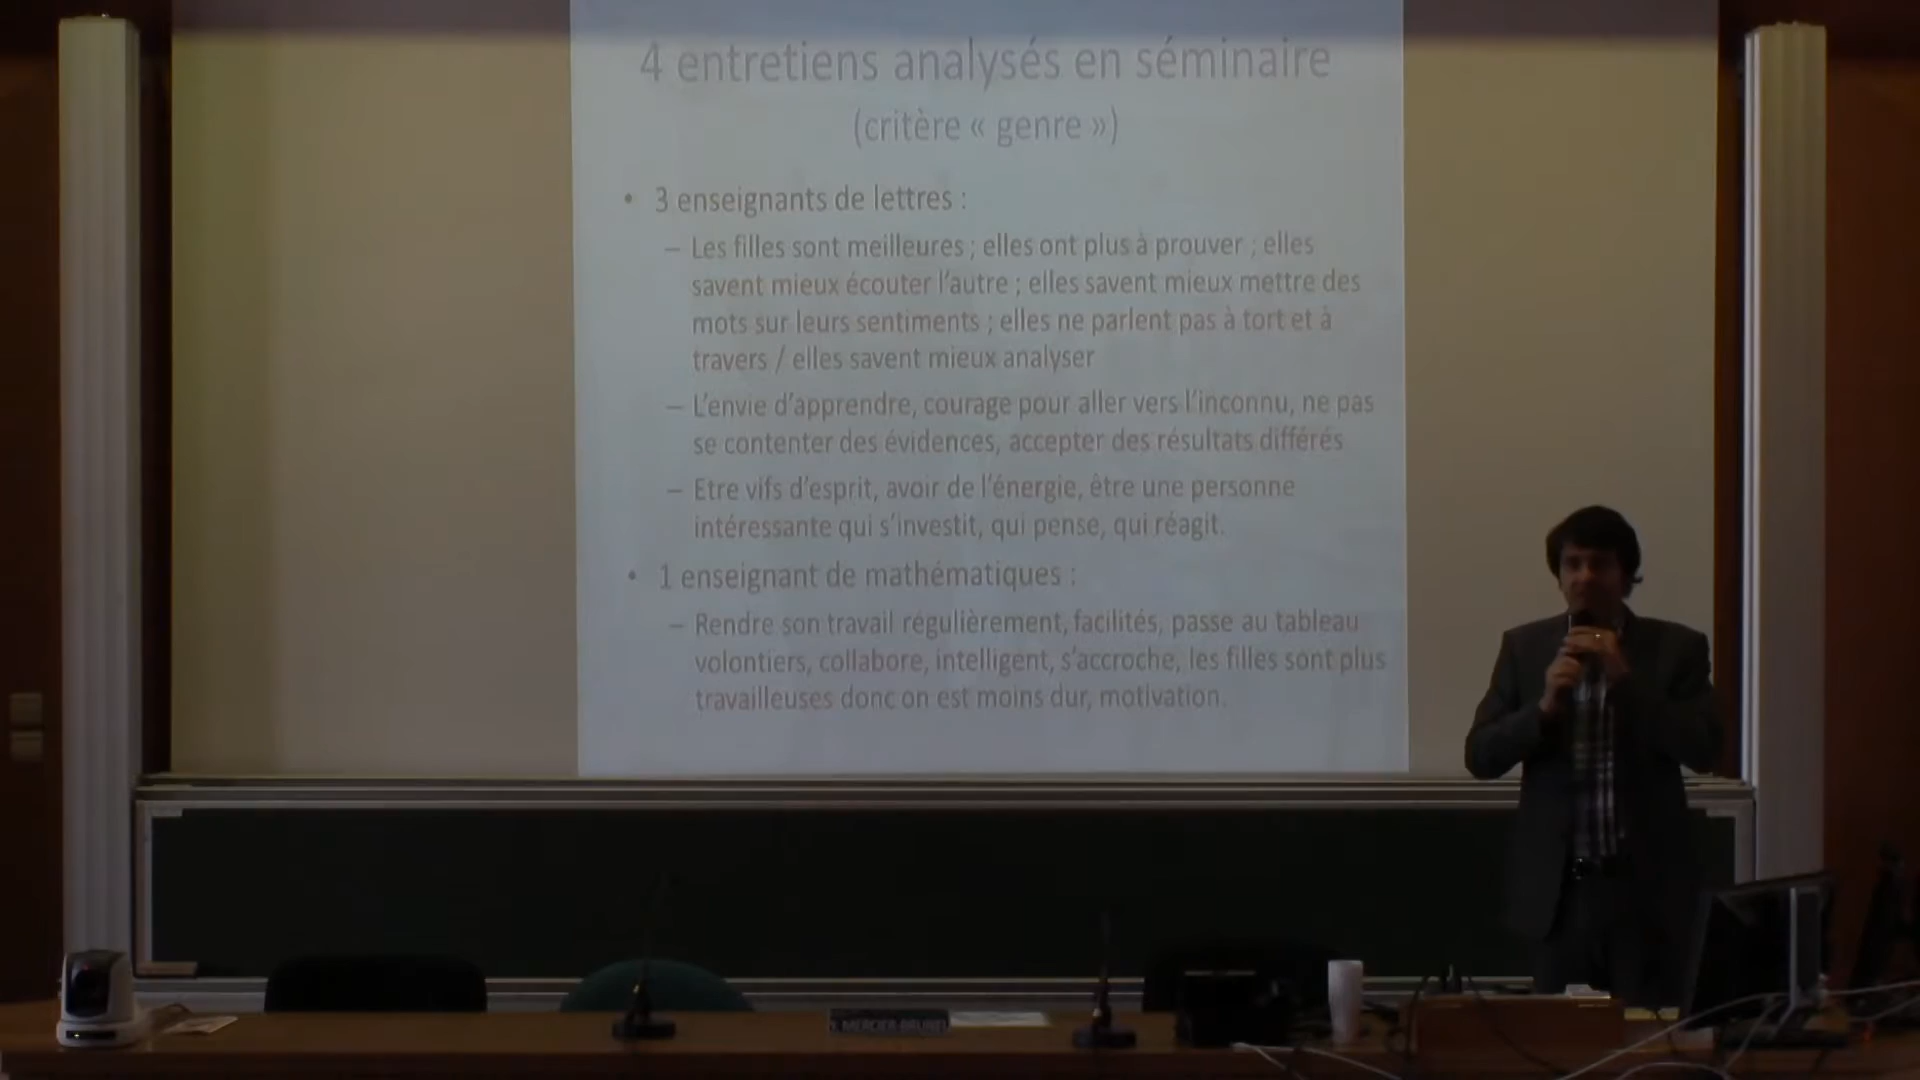 4 entretiens analysés en séminaire
(critère « genre »)
• 3 enseignants de lettres :
– Les filles sont meilleures ; elles ont plus à prouver ; elles
savent mieux écouter l'autre ; elles savent mieux mettre des
mots sur leurs sentiments ; elles ne parlent pas à tort et à
travers / elles savent mieux analyser
– L'envie d'apprendre, courage pour aller vers l'inconnu, ne pas
se contenter des évidences, accepter des résultats différés
– Etre vifs d'esprit, avoir de l'énergie, être une personne
intéressante qui s'investit, qui pense, qui réagit.
• 1 enseignant de mathématiques :
– Rendre son travail régulièrement, facilités, passe au tableau
volontiers, collabore, intelligent, s'accroche, les filles sont plus
travailleuses donc on est moins dur, motivation.
MERCIER-BRUNEL